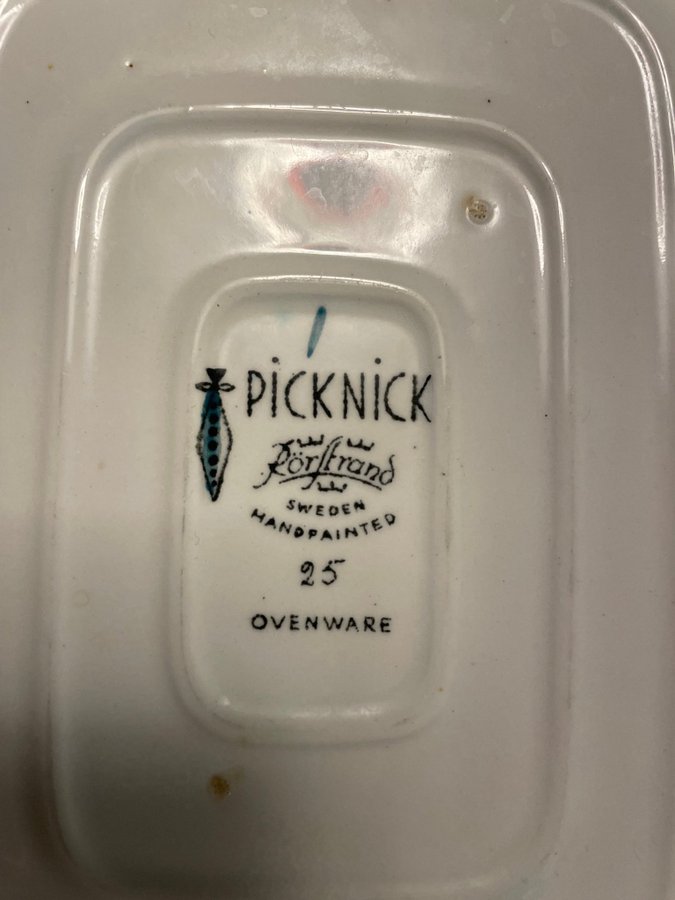 PiCKNiCK
Rörstrand
SWEDEN
HANDPAINTED
25
OVENWARE